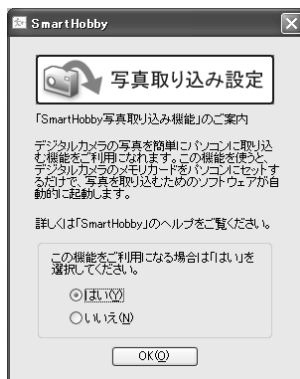 SmartHobby
写真取り込み設定
「SmartHobby写真取り込み機能」のご案内
デジタルカメラの写真を簡単にパソコンに取り込
む機能をご利用になれます。この機能を使うと、
デジタルカメラのメモリカードをパソコンにセットす
るだけで、写真を取り込むためのソフトウェアが自
動的に起動します。
詳しくは「SmartHobby」のヘルプをご覧ください。
この機能をご利用になる場合は「はい」を
選択してください。
はい(Y)
いいえ(N)
OK(O)